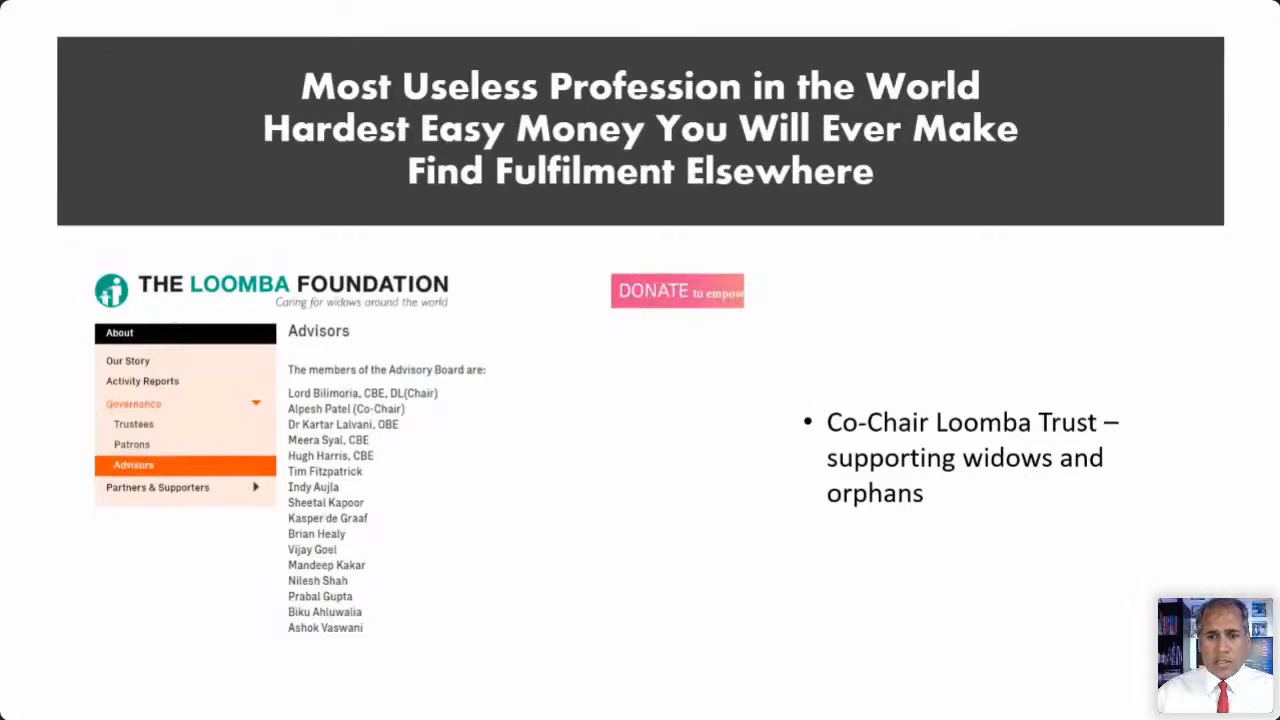 Most Useless Profession in the World
Hardest Easy Money You Will Ever Make
Find Fulfilment Elsewhere
THE LOOMBA FOUNDATION
Caring for widows around the world
DONATE to empow
About
Our Story
Activity Reports
Governance
Trustees
Patrons
Advisors
Partners & Supporters
Advisors
The members of the Advisory Board are:
Lord Bilimoria, CBE, DL(Chair)
Alpesh Patel (Co-Chair)
Dr Kartar Lalvani, OBE
Meera Syal, CBE
Hugh Harris, CBE
Tim Fitzpatrick
Indy Aujla
Sheetal Kapoor
Kasper de Graaf
Brian Healy
Vijay Goel
Mandeep Kakar
Nilesh Shah
Prabal Gupta
Biku Ahluwalia
Ashok Vaswani
• Co-Chair Loomba Trust –
supporting widows and
orphans